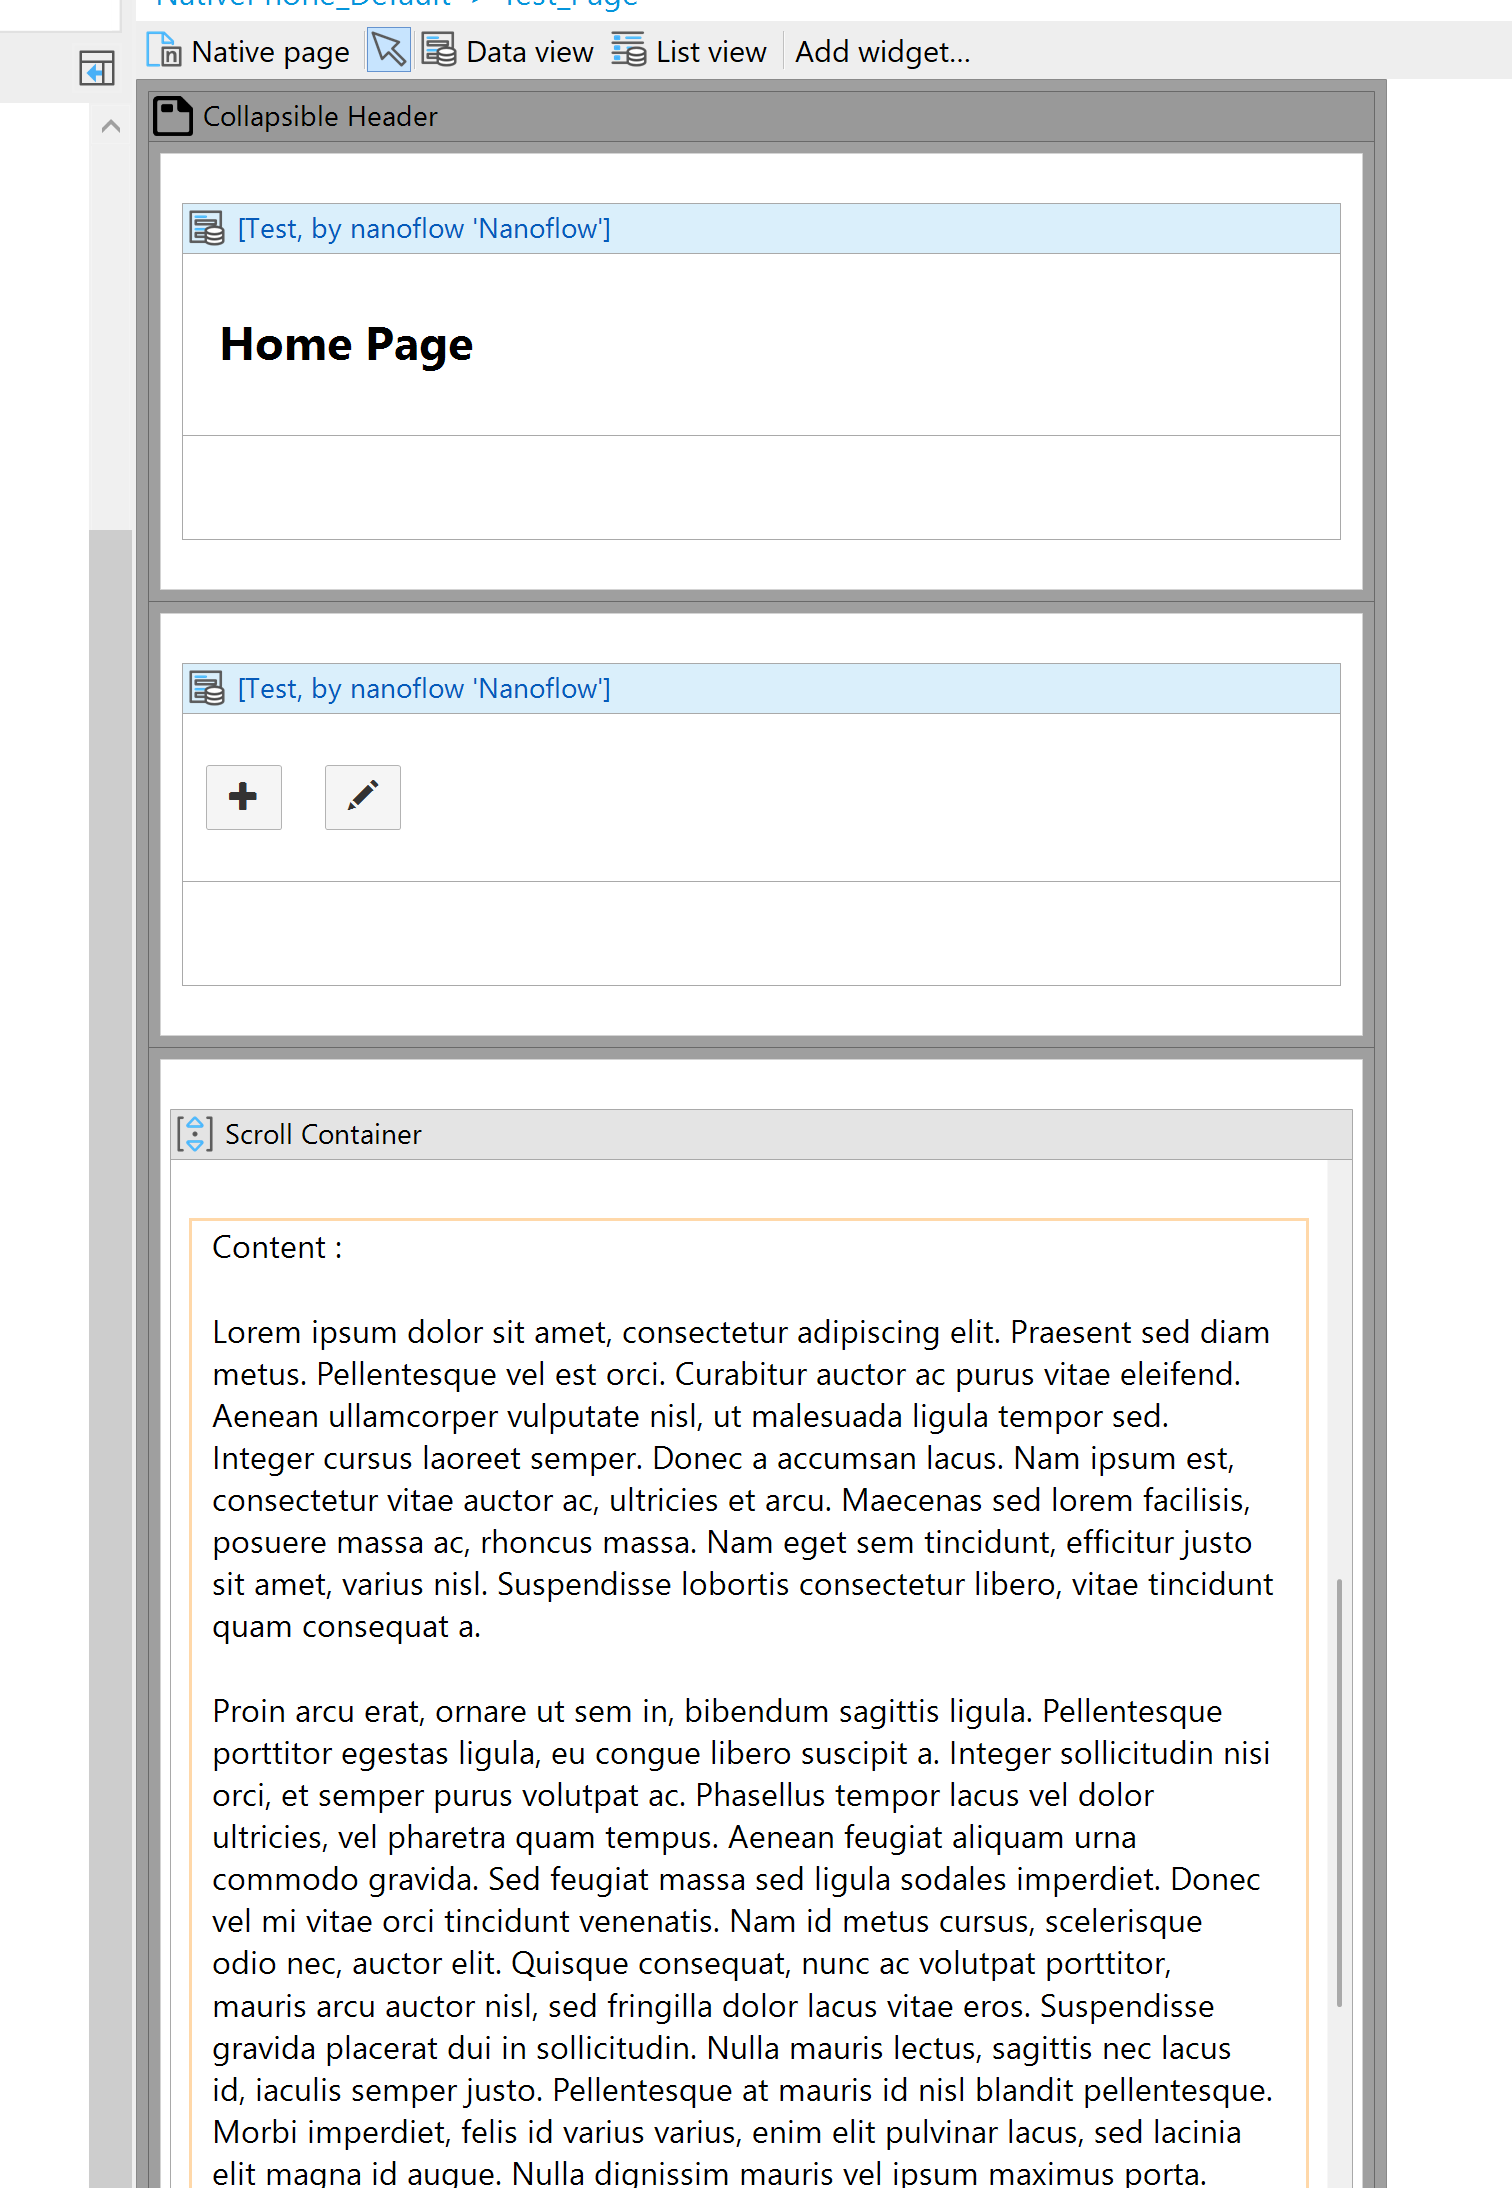 NativePhone_Default > Test_Page
Native page Data view List view Add widget...
Collapsible Header
[Test, by nanoflow 'Nanoflow']
Home Page
[Test, by nanoflow 'Nanoflow']
Scroll Container
Content :
Lorem ipsum dolor sit amet, consectetur adipiscing elit. Praesent sed diam
metus. Pellentesque vel est orci. Curabitur auctor ac purus vitae eleifend.
Aenean ullamcorper vulputate nisl, ut malesuada ligula tempor sed.
Integer cursus laoreet semper. Donec a accumsan lacus. Nam ipsum est,
consectetur vitae auctor ac, ultricies et arcu. Maecenas sed lorem facilisis,
posuere massa ac, rhoncus massa. Nam eget sem tincidunt, efficitur justo
sit amet, varius nisl. Suspendisse lobortis consectetur libero, vitae tincidunt
quam consequat a.
Proin arcu erat, ornare ut sem in, bibendum sagittis ligula. Pellentesque
porttitor egestas ligula, eu congue libero suscipit a. Integer sollicitudin nisi
orci, et semper purus volutpat ac. Phasellus tempor lacus vel dolor
ultricies, vel pharetra quam tempus. Aenean feugiat aliquam urna
commodo gravida. Sed feugiat massa sed ligula sodales imperdiet. Donec
vel mi vitae orci tincidunt venenatis. Nam id metus cursus, scelerisque
odio nec, auctor elit. Quisque consequat, nunc ac volutpat porttitor,
mauris arcu auctor nisl, sed fringilla dolor lacus vitae eros. Suspendisse
gravida placerat dui in sollicitudin. Nulla mauris lectus, sagittis nec lacus
id, iaculis semper justo. Pellentesque at mauris id nisl blandit pellentesque.
Morbi imperdiet, felis id varius varius, enim elit pulvinar lacus, sed lacinia
elit magna id augue. Nulla dignissim mauris vel ipsum maximus porta.